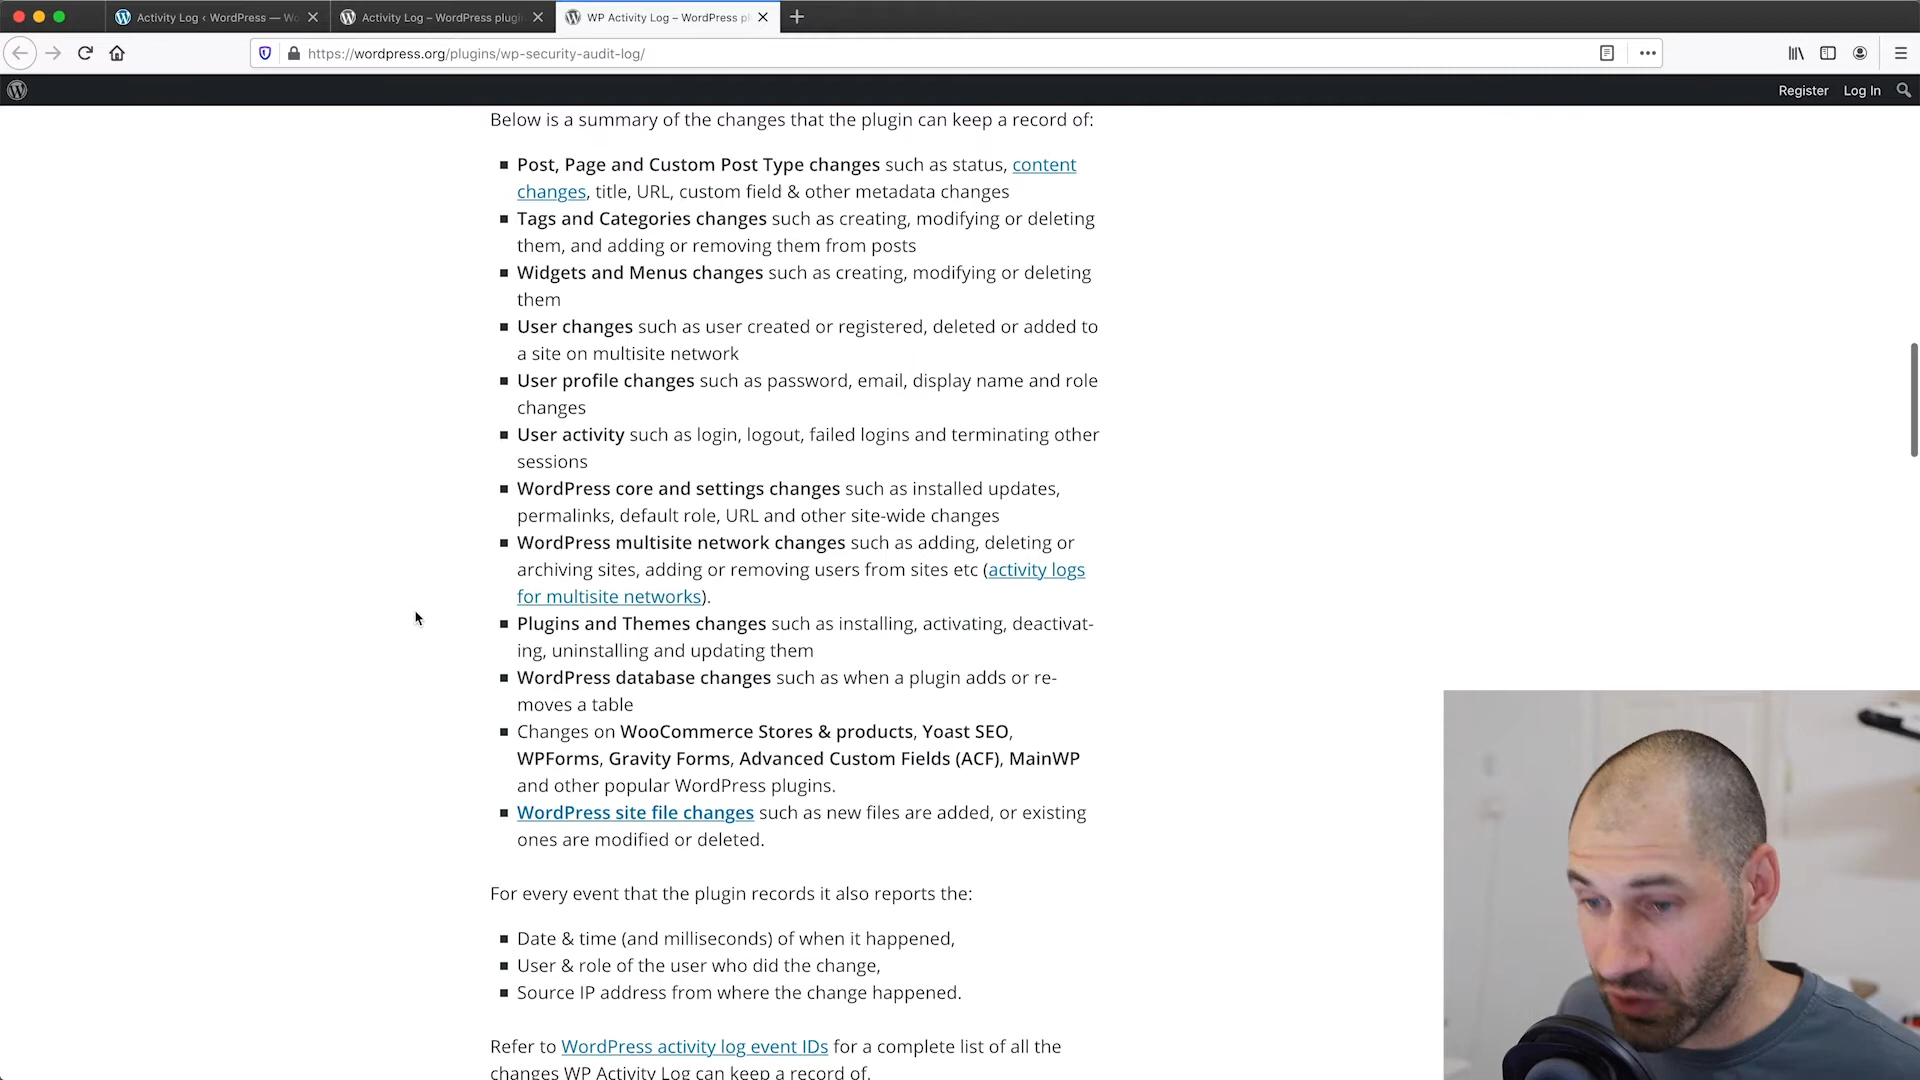 Activity Log ‹ WordPress — Wo
Activity Log – WordPress plugi
WP Activity Log – WordPress pl
https://wordpress.org/plugins/wp-security-audit-log/
Register Log In
Below is a summary of the changes that the plugin can keep a record of:
Post, Page and Custom Post Type changes such as status, content
changes, title, URL, custom field & other metadata changes
Tags and Categories changes such as creating, modifying or deleting
them, and adding or removing them from posts
Widgets and Menus changes such as creating, modifying or deleting
them
User changes such as user created or registered, deleted or added to
a site on multisite network
User profile changes such as password, email, display name and role
changes
User activity such as login, logout, failed logins and terminating other
sessions
WordPress core and settings changes such as installed updates,
permalinks, default role, URL and other site-wide changes
WordPress multisite network changes such as adding, deleting or
archiving sites, adding or removing users from sites etc (activity logs
for multisite networks).
Plugins and Themes changes such as installing, activating, deactivat-
ing, uninstalling and updating them
WordPress database changes such as when a plugin adds or re-
moves a table
Changes on WooCommerce Stores & products, Yoast SEO,
WPForms, Gravity Forms, Advanced Custom Fields (ACF), MainWP
and other popular WordPress plugins.
WordPress site file changes such as new files are added, or existing
ones are modified or deleted.
For every event that the plugin records it also reports the:
Date & time (and milliseconds) of when it happened,
User & role of the user who did the change,
Source IP address from where the change happened.
Refer to WordPress activity log event IDs for a complete list of all the
changes WP Activity Log can keep a record of.